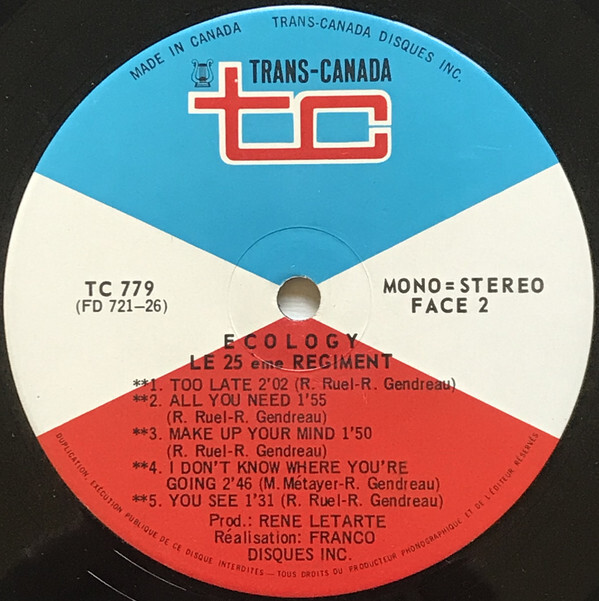 MADE IN CANADA TRANS-CANADA DISQUES INC.
TRANS-CANADA
tc
TC 779
(FD 721-26)
MONO=STEREO
FACE 2
ECOLOGY
LE 25 ème REGIMENT
**1. TOO LATE 2'02 (R. Ruel-R. Gendreau)
**2. ALL YOU NEED 1'55
(R. Ruel-R. Gendreau)
**3. MAKE UP YOUR MIND 1'50
(R. Ruel-R. Gendreau)
**4. I DON'T KNOW WHERE YOU'RE
GOING 2'46 (M. Métayer-R. Gendreau)
**5. YOU SEE 1'31 (R. Ruel-R. Gendreau)
Prod.: RENE LETARTE
Réalisation: FRANCO
DISQUES INC.
DUPLICATION, EXÉCUTION PUBLIQUE DE CE DISQUE INTERDITES — TOUS DROITS DU PRODUCTEUR PHONOGRAPHIQUE ET DE L'ÉDITEUR RÉSERVÉS